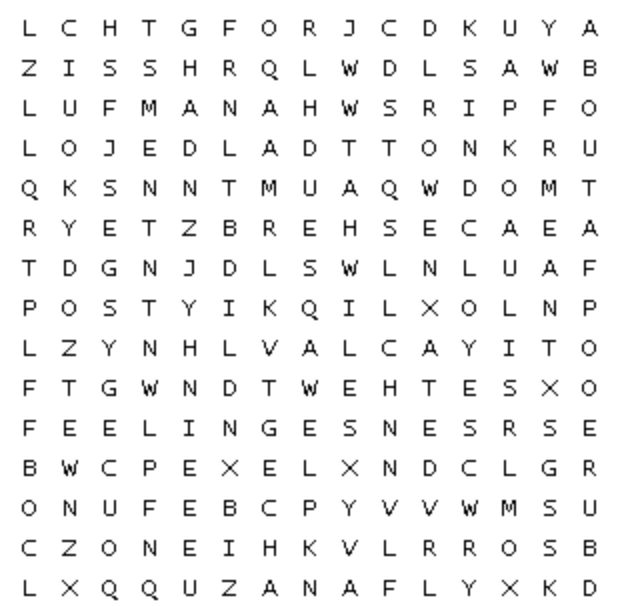 L C H T G F O R J C D K U Y A
Z I S S H R Q L W D L S A W B
L U F M A N A H W S R I P F O
L O J E D L A D T T O N K R U
Q K S N N T M U A Q W D O M T
R Y E T Z B R E H S E C A E A
T D G N J D L S W L N L U A F
P O S T Y I K Q I L X O L N P
L Z Y N H L V A L C A Y I T O
F T G W N D T W E H T E S X O
F E E L I N G E S N E S R S E
B W C P E X E L X N D C L G R
O N U F E B C P Y V V W M S U
C Z O N E I H K V L R R O S B
L X Q Q U Z A N A F L Y X K D